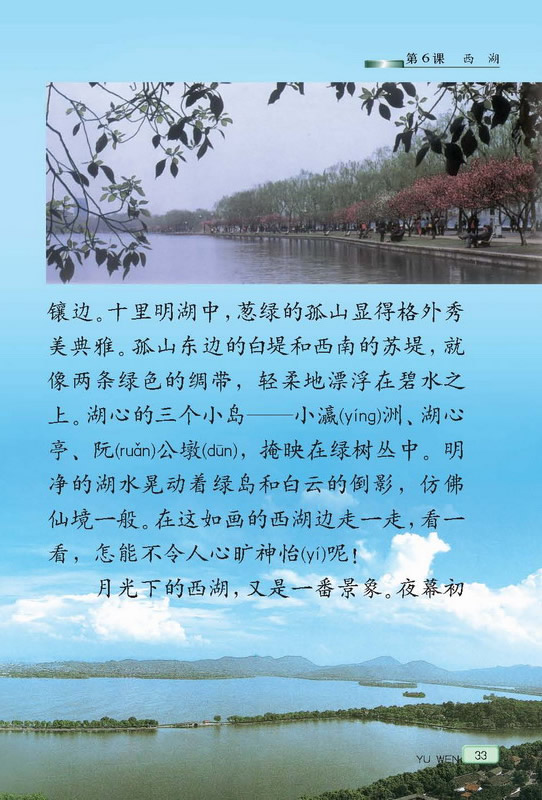 第6课 西湖
镶边。十里明湖中，葱绿的孤山显得格外秀
美典雅。孤山东边的白堤和西南的苏堤，就
像两条绿色的绸带，轻柔地漂浮在碧水之
上。湖心的三个小岛——小瀛(yíng)洲、湖心
亭、阮(ruǎn)公墩(dūn)，掩映在绿树丛中。明
净的湖水晃动着绿岛和白云的倒影，仿佛
仙境一般。在这如画的西湖边走一走，看一
看，怎能不令人心旷神怡(yí)呢！
月光下的西湖，又是一番景象。夜幕初
YU WEN 33